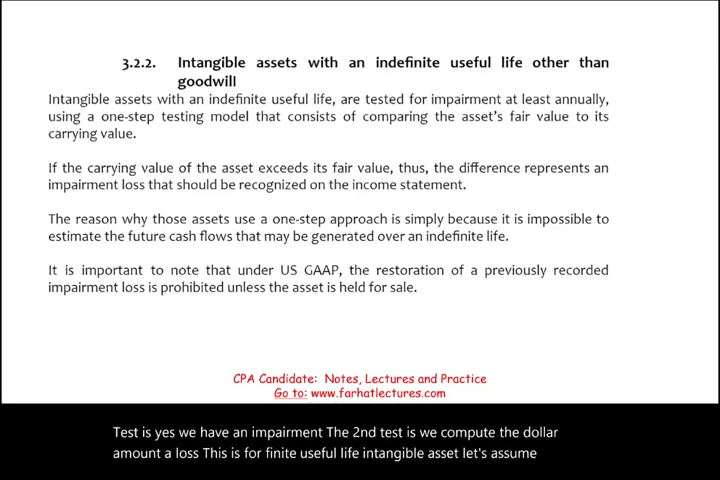 3.2.2. Intangible assets with an indefinite useful life other than
goodwill
Intangible assets with an indefinite useful life, are tested for impairment at least annually,
using a one-step testing model that consists of comparing the asset's fair value to its
carrying value.
If the carrying value of the asset exceeds its fair value, thus, the difference represents an
impairment loss that should be recognized on the income statement.
The reason why those assets use a one-step approach is simply because it is impossible to
estimate the future cash flows that may be generated over an indefinite life.
It is important to note that under US GAAP, the restoration of a previously recorded
impairment loss is prohibited unless the asset is held for sale.
CPA Candidate: Notes, Lectures and Practice
Go to: www.farhatlectures.com
Test is yes we have an impairment The 2nd test is we compute the dollar
amount a loss This is for finite useful life intangible asset let's assume